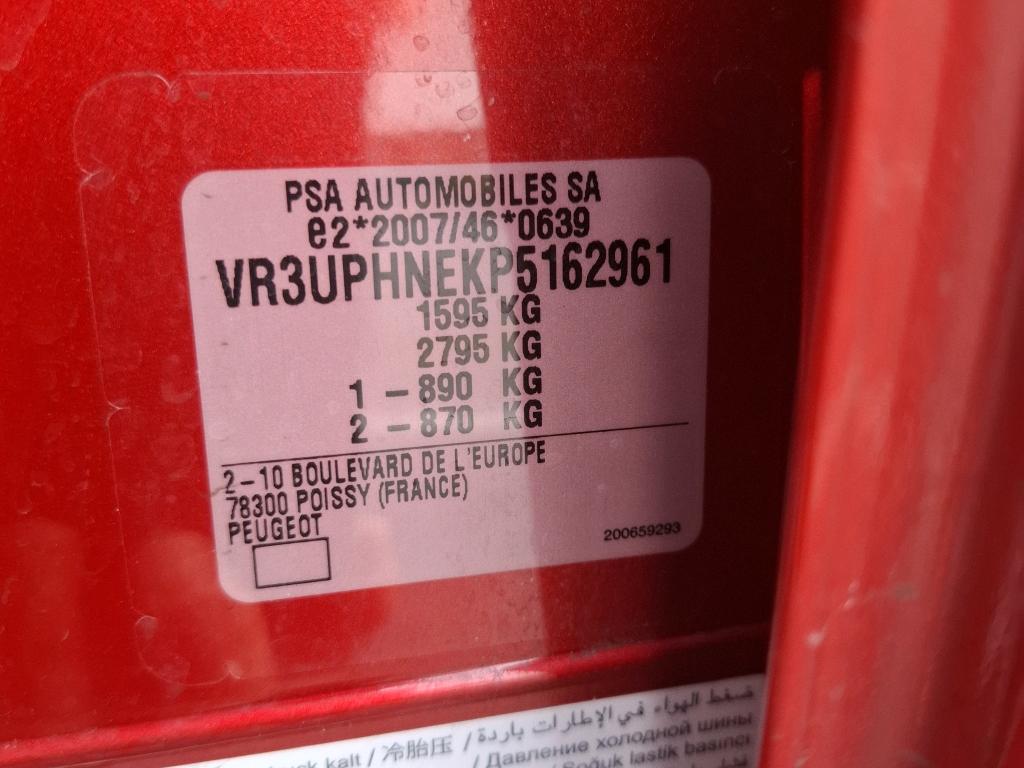 PSA AUTOMOBILES SA
e2*2007/46*0639
VR3UPHNEKP5162961
1595 KG
2795 KG
1 – 890 KG
2 – 870 KG
2–10 BOULEVARD DE L'EUROPE
78300 POISSY (FRANCE)
PEUGEOT
200659293
kalt / 冷胎压 / ضغط الهواء في الإطارات باردة
/ Давление холодной шины
Soğuk lastik basıncı